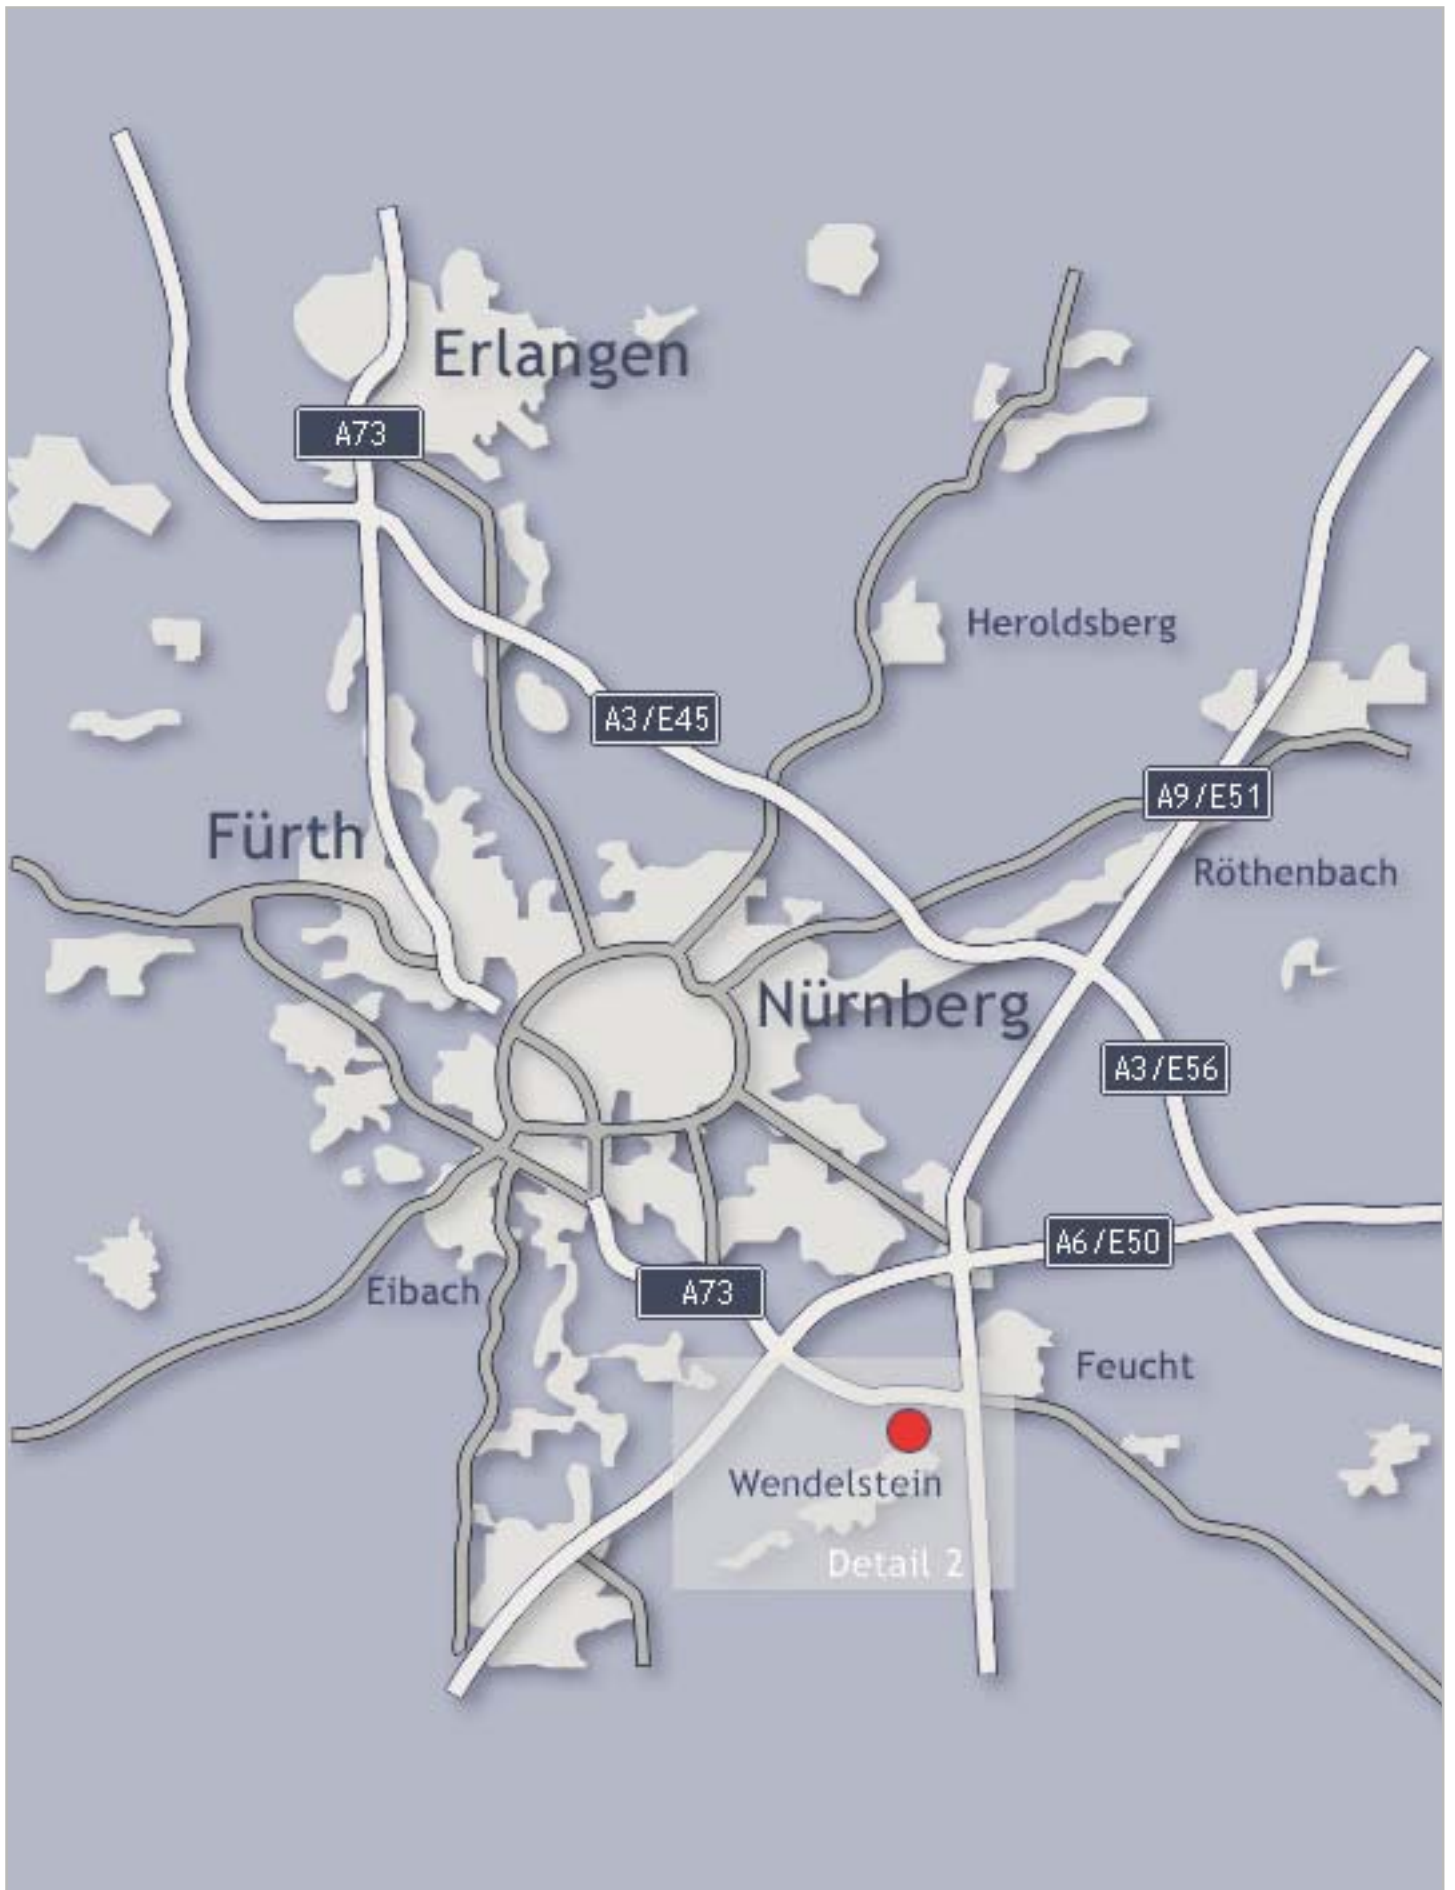 Erlangen
A73
Heroldsberg
A3/E45
A9/E51
Fürth
Röthenbach
Nürnberg
A3/E56
A6/E50
Eibach
A73
Feucht
Wendelstein
Detail 2